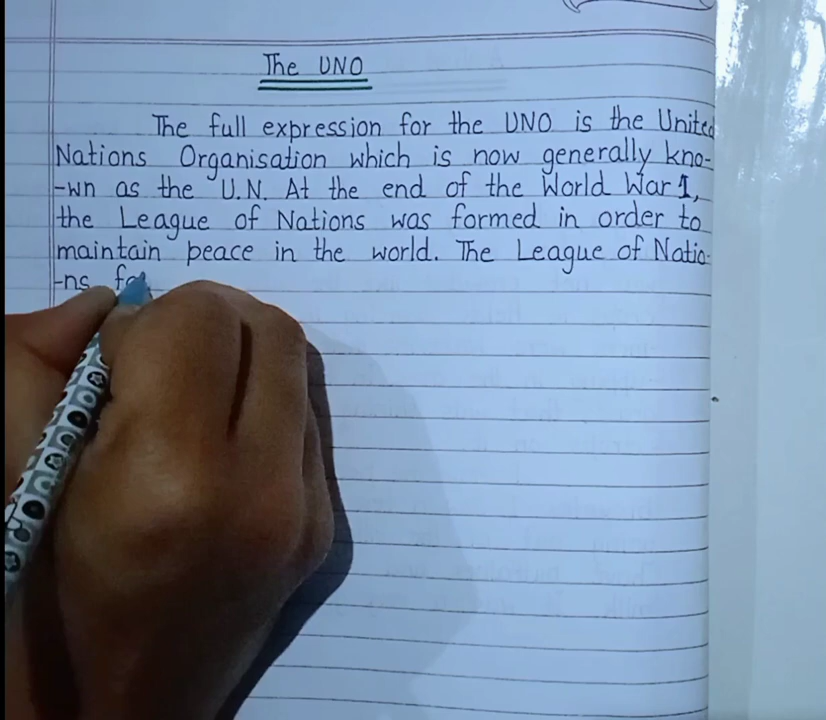 The UNO
The full expression for the UNO is the United
Nations Organisation which is now generally kno-
-wn as the U.N. At the end of the World War 1,
the League of Nations was formed in order to
maintain peace in the world. The League of Natio-
-ns